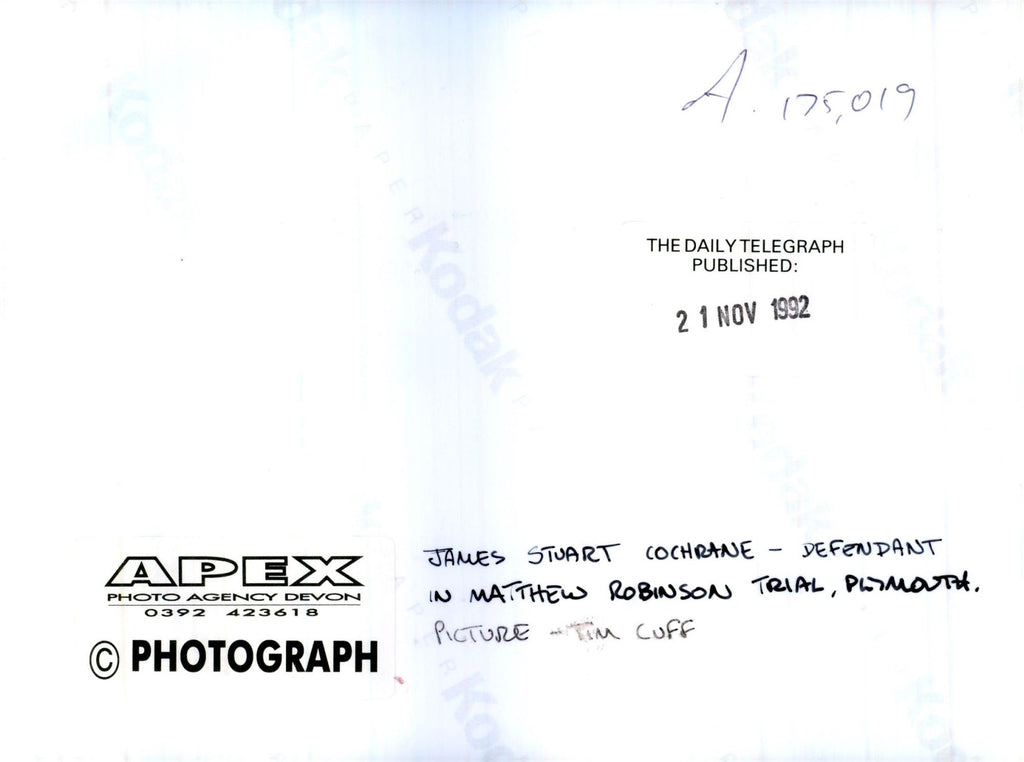 A. 175,019
THE DAILY TELEGRAPH
PUBLISHED:
21 NOV 1992
Kodak
JAMES STUART COCHRANE - DEFENDANT
IN MATTHEW ROBINSON TRIAL, PLYMOUTH.
PICTURE - TIM CUFF
APEX
PHOTO AGENCY DEVON
0392 423618
© PHOTOGRAPH